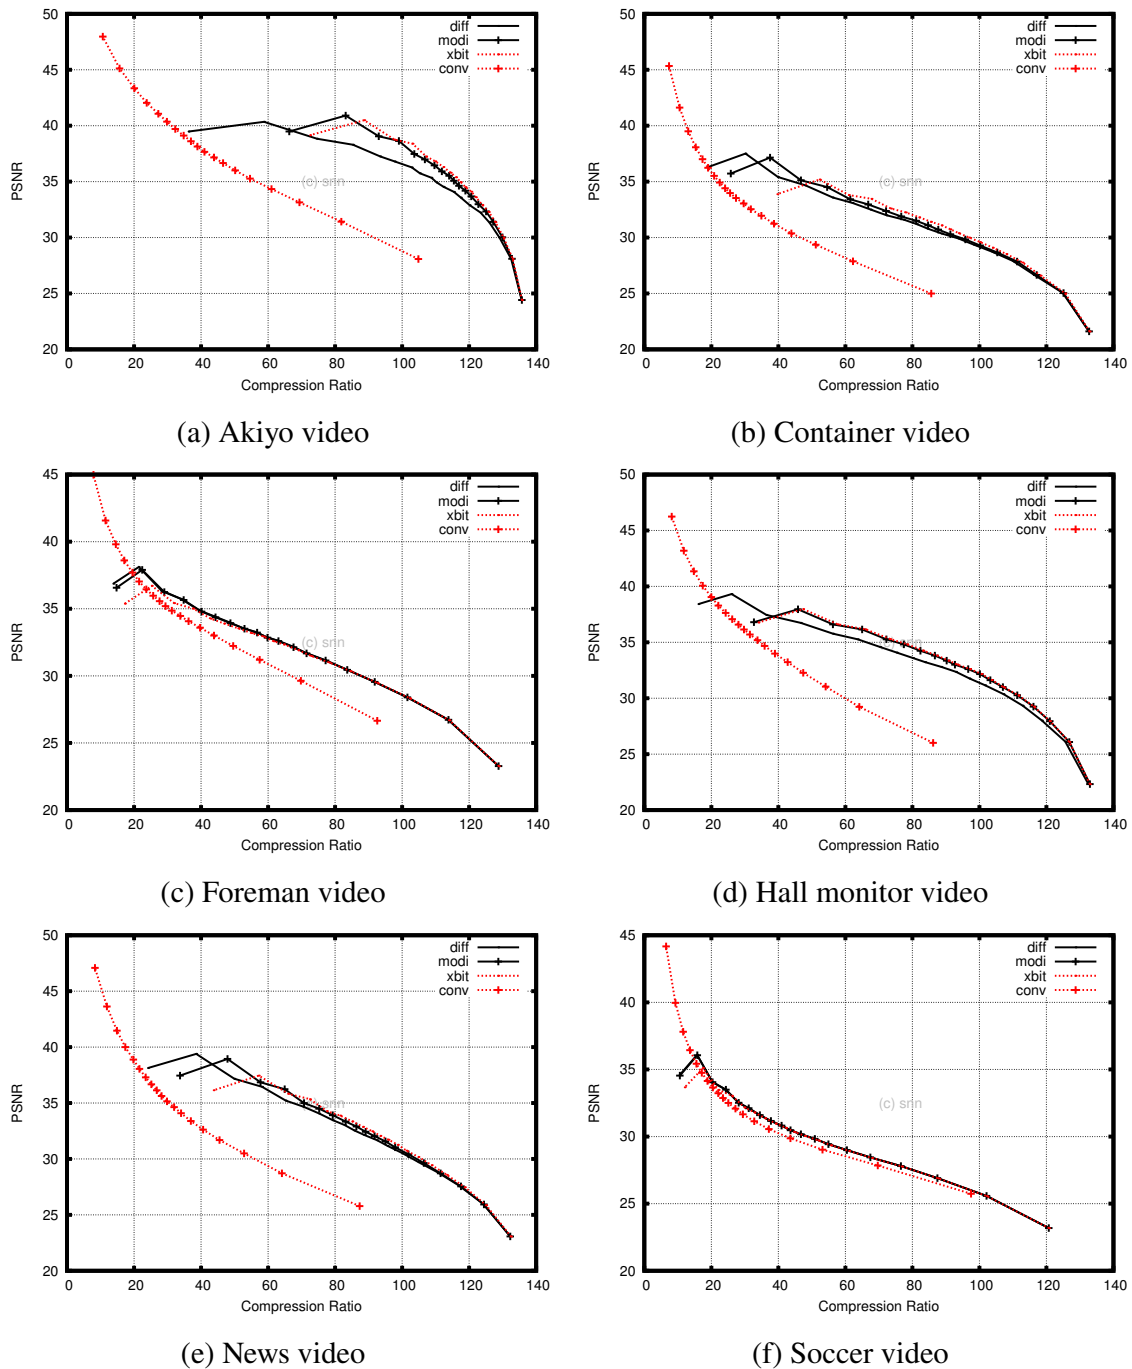 50
45
40
35
30
25
20
PSNR
diff
modi
xbit
conv
(c) snn
0 20 40 60 80 100 120 140
Compression Ratio
(a) Akiyo video
50
45
40
35
30
25
20
PSNR
diff
modi
xbit
conv
(c) snn
0 20 40 60 80 100 120 140
Compression Ratio
(b) Container video
45
40
35
30
25
20
PSNR
diff
modi
xbit
conv
(c) snn
0 20 40 60 80 100 120 140
Compression Ratio
(c) Foreman video
50
45
40
35
30
25
20
PSNR
diff
modi
xbit
conv
(c) snn
0 20 40 60 80 100 120 140
Compression Ratio
(d) Hall monitor video
50
45
40
35
30
25
20
PSNR
diff
modi
xbit
conv
(c) snn
0 20 40 60 80 100 120 140
Compression Ratio
(e) News video
45
40
35
30
25
20
PSNR
diff
modi
xbit
conv
(c) snn
0 20 40 60 80 100 120 140
Compression Ratio
(f) Soccer video